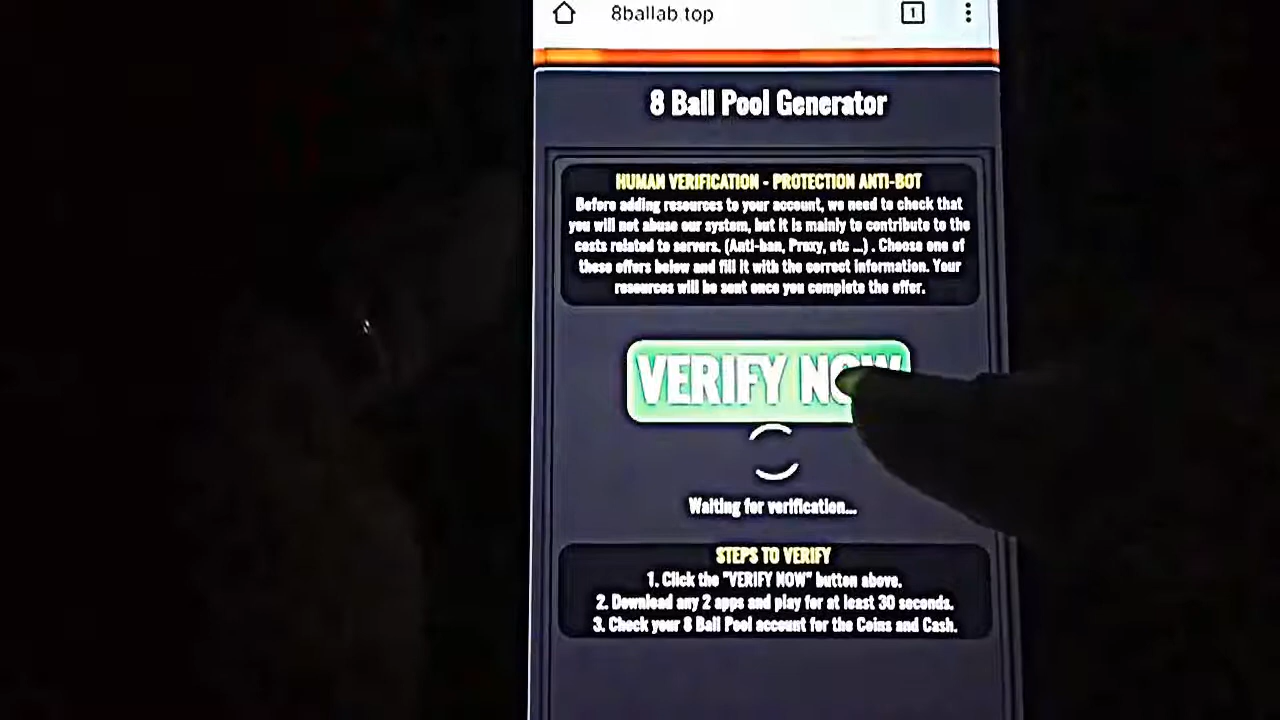 8ballab.top
1
8 Ball Pool Generator
HUMAN VERIFICATION - PROTECTION ANTI-BOT
Before adding resources to your account, we need to check that
you will not abuse our system, but it is mainly to contribute to the
costs related to servers. (Anti-ban, Proxy, etc ...) . Choose one of
these offers below and fill it with the correct information. Your
resources will be sent once you complete the offer.
VERIFY NOW
Waiting for verification...
STEPS TO VERIFY
1. Click the "VERIFY NOW" button above.
2. Download any 2 apps and play for at least 30 seconds.
3. Check your 8 Ball Pool account for the Coins and Cash.